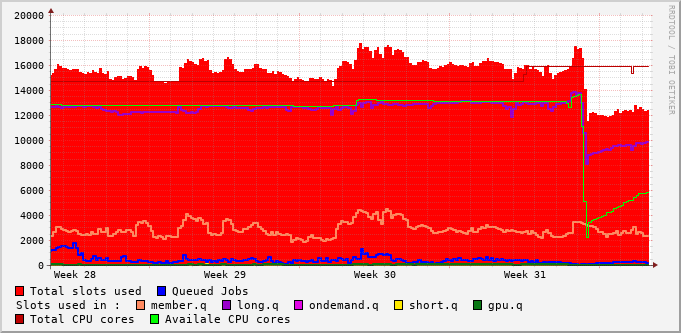 20000
18000
16000
14000
12000
10000
8000
6000
4000
2000
0
Week 28 Week 29 Week 30 Week 31
RRDTOOL / TOBI OETIKER
Total slots used Queued Jobs
Slots used in : member.q long.q ondemand.q short.q gpu.q
Total CPU cores Availale CPU cores